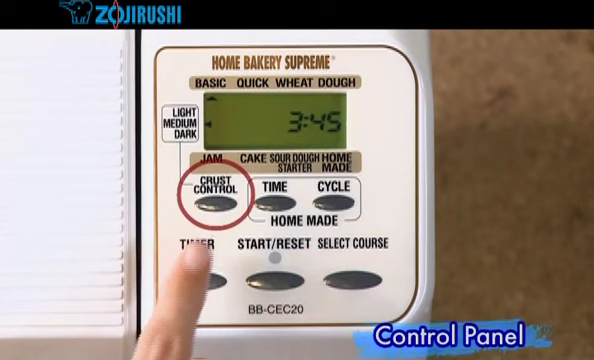 ZOJIRUSHI
HOME BAKERY SUPREME®
BASIC QUICK WHEAT DOUGH
LIGHT
MEDIUM
DARK
3:45
JAM CAKE SOUR DOUGH STARTER HOME MADE
CRUST CONTROL
TIME CYCLE
HOME MADE
TIMER START/RESET SELECT COURSE
BB-CEC20
Control Panel